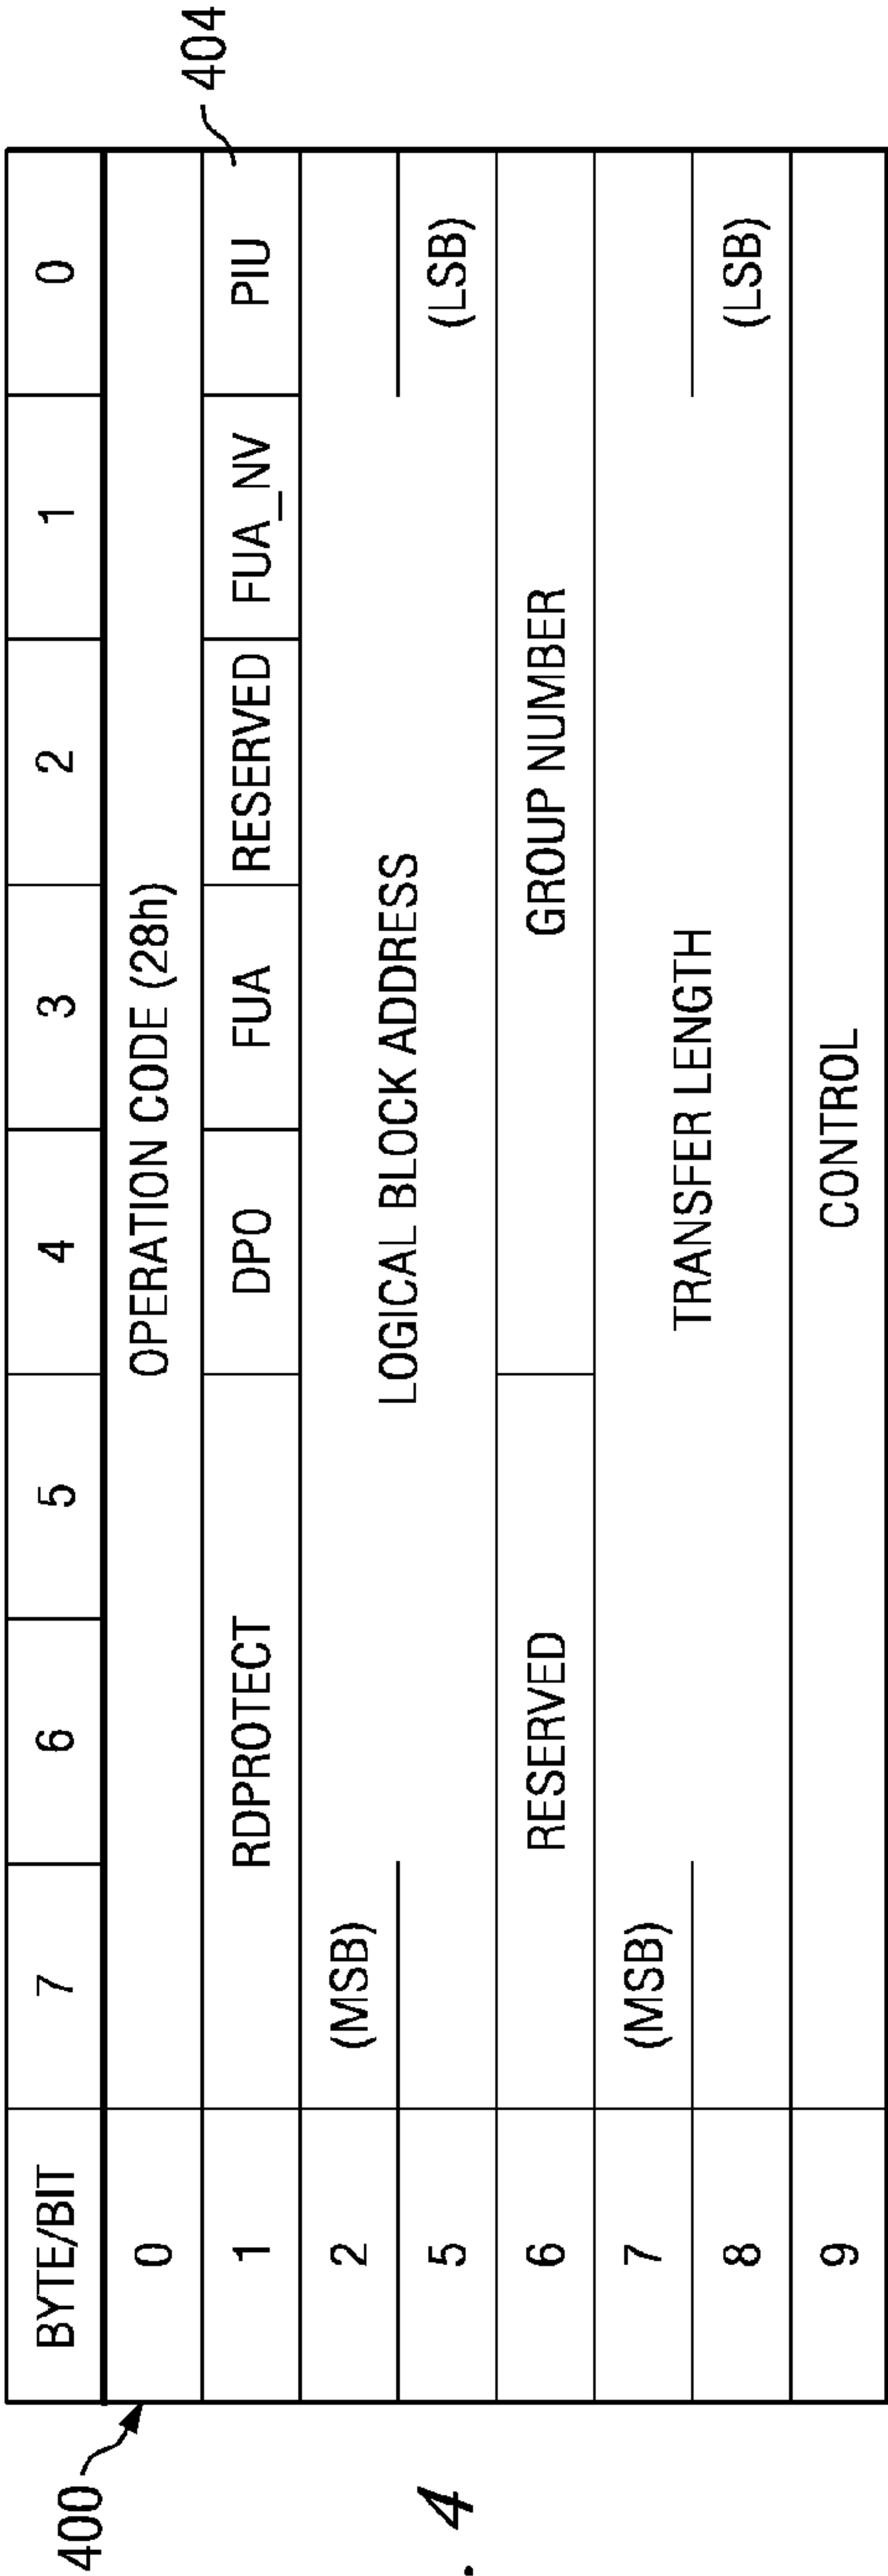 400
BYTE/BIT 7 6 5 4 3 2 1 0
0 OPERATION CODE (28h)
1 RDPROTECT DPO FUA RESERVED FUA_NV PIU
404
2 (MSB)
LOGICAL BLOCK ADDRESS
5 (LSB)
6 RESERVED GROUP NUMBER
7 (MSB)
TRANSFER LENGTH
8 (LSB)
9 CONTROL
. 4